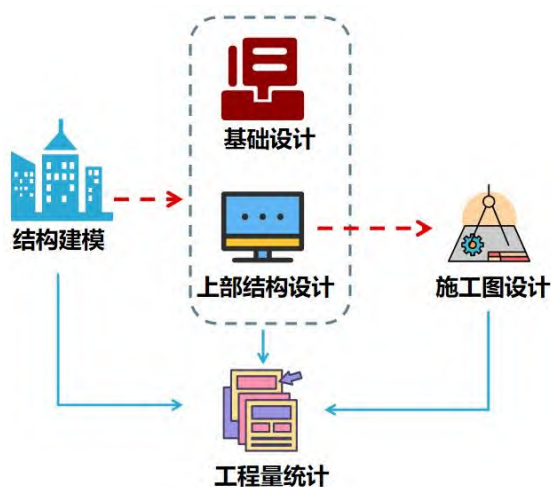 基础设计
结构建模
上部结构设计
施工图设计
工程量统计